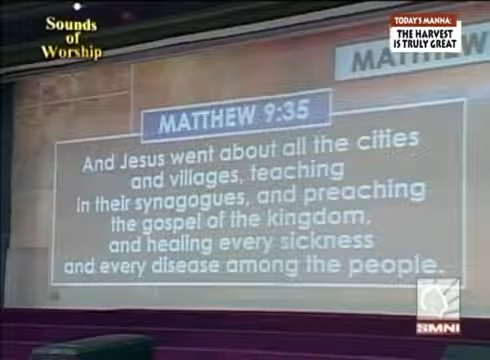 Sounds
of
Worship
TODAY'S MANNA:
THE HARVEST
IS TRULY GREAT
MATTHEW
MATTHEW 9:35
And Jesus went about all the cities
and villages, teaching
in their synagogues, and preaching
the gospel of the kingdom,
and healing every sickness
and every disease among the people.
SMNI